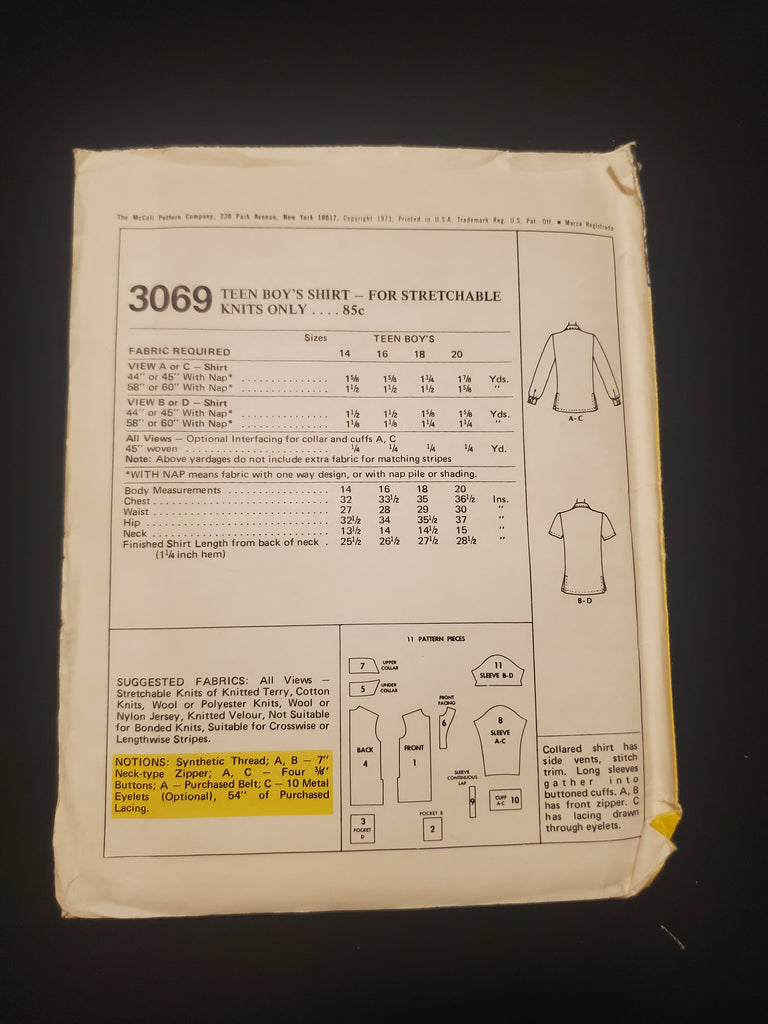 The McCall Pattern Company, 230 Park Avenue, New York 10017. Copyright 1971, Printed in U.S.A. Trademark Reg. U.S. Pat. Off. ■ Marca Registrada
3069 TEEN BOY'S SHIRT — FOR STRETCHABLE
KNITS ONLY .... 85c
Sizes TEEN BOY'S
FABRIC REQUIRED 14 16 18 20
VIEW A or C — Shirt
44" or 45" With Nap* .............. 1⅝ 1⅝ 1¾ 1⅞ Yds.
58" or 60" With Nap* .............. 1½ 1½ 1½ 1⅝ "
VIEW B or D — Shirt
44" or 45" With Nap* .............. 1½ 1½ 1⅝ 1⅝ Yds.
58" or 60" With Nap* .............. 1⅛ 1⅛ 1¼ 1¼ "
All Views — Optional Interfacing for collar and cuffs A, C
45" woven .................. ¼ ¼ ¼ ¼ Yd.
Note: Above yardages do not include extra fabric for matching stripes
*WITH NAP means fabric with one way design, or with nap pile or shading.
Body Measurements ................ 14 16 18 20
Chest ........................... 32 33½ 35 36½ Ins.
Waist ........................... 27 28 29 30 "
Hip ............................. 32½ 34 35½ 37 "
Neck ............................ 13½ 14 14½ 15 "
Finished Shirt Length from back of neck . 25½ 26½ 27½ 28½ "
(1¼ inch hem)
A-C
B-D
SUGGESTED FABRICS: All Views —
Stretchable Knits of Knitted Terry, Cotton
Knits, Wool or Polyester Knits, Wool or
Nylon Jersey, Knitted Velour, Not Suitable
for Bonded Knits, Suitable for Crosswise or
Lengthwise Stripes.
NOTIONS: Synthetic Thread; A, B — 7"
Neck-type Zipper; A, C — Four ⅜"
Buttons; A — Purchased Belt; C — 10 Metal
Eyelets (Optional), 54" of Purchased
Lacing.
11 PATTERN PIECES
7 UPPER COLLAR
5 UNDER COLLAR
11
SLEEVE B-D
FRONT
FACING
6
BACK
4
FRONT
1
8
SLEEVE
A-C
SLEEVE
CONTINUOUS
LAP
9
CUFF
A-C 10
3
POCKET
D
POCKET B
2
Collared shirt has
side vents, stitch
trim. Long sleeves
gather into
buttoned cuffs. A, B
has front zipper. C
has lacing drawn
through eyelets.